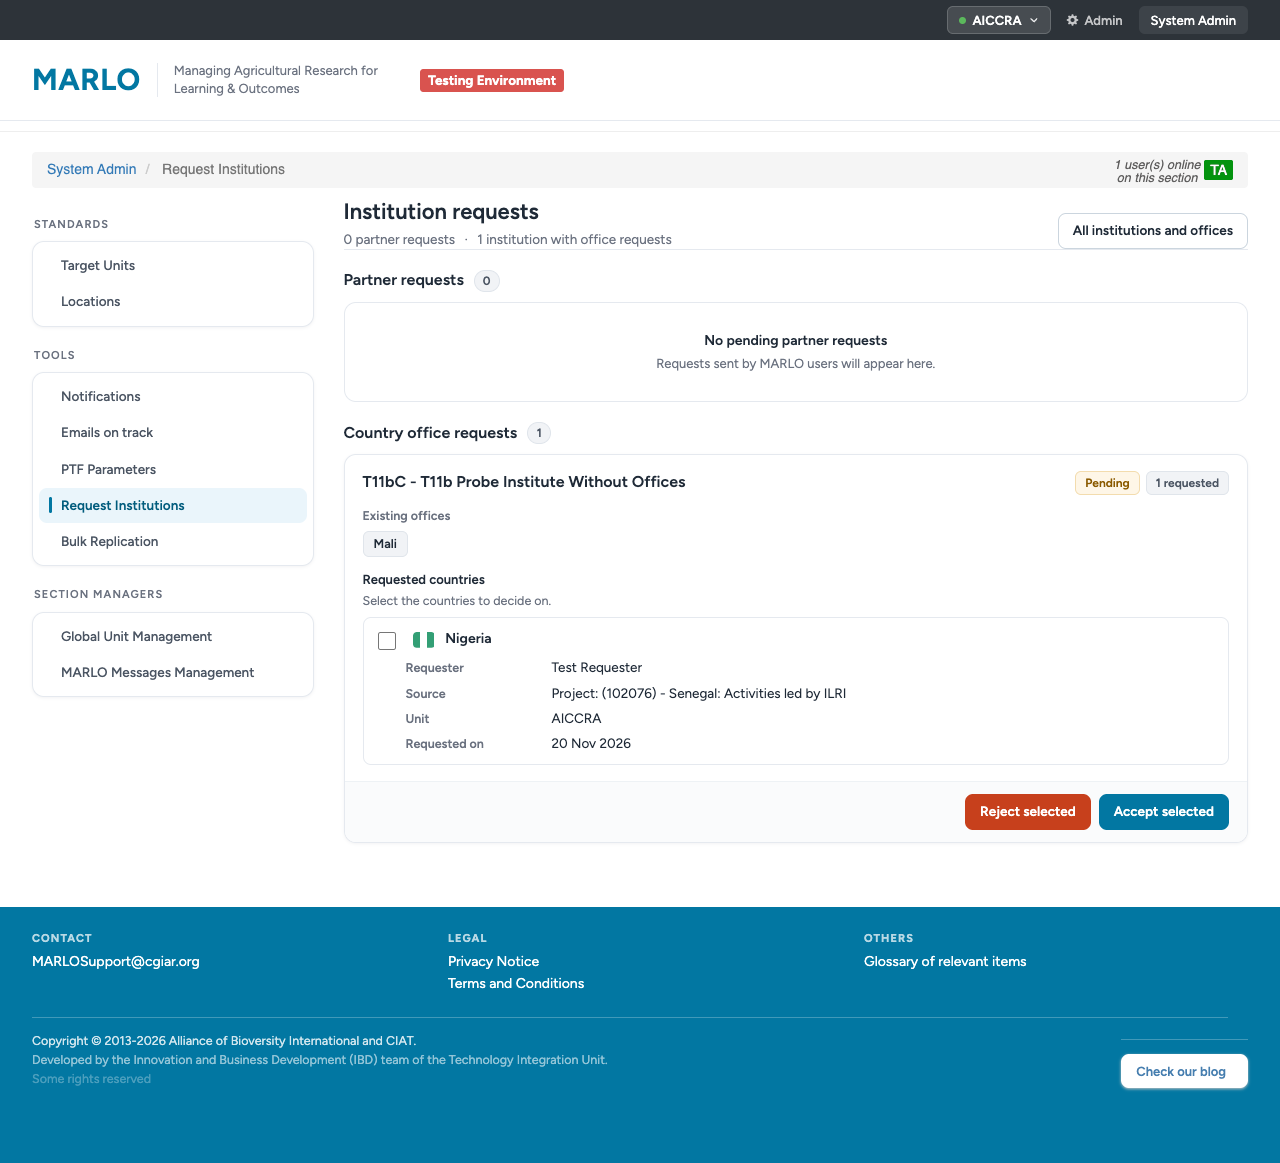 AICCRA
Admin
System Admin
MARLO
Managing Agricultural Research for
Learning & Outcomes
Testing Environment
System Admin / Request Institutions
1 user(s) online
on this section
TA
STANDARDS
Target Units
Locations
TOOLS
Notifications
Emails on track
PTF Parameters
Request Institutions
Bulk Replication
SECTION MANAGERS
Global Unit Management
MARLO Messages Management
Institution requests
0 partner requests · 1 institution with office requests
All institutions and offices
Partner requests 0
No pending partner requests
Requests sent by MARLO users will appear here.
Country office requests 1
T11bC - T11b Probe Institute Without Offices
Pending
1 requested
Existing offices
Mali
Requested countries
Select the countries to decide on.
Nigeria
Requester Test Requester
Source Project: (102076) - Senegal: Activities led by ILRI
Unit AICCRA
Requested on 20 Nov 2026
Reject selected
Accept selected
CONTACT
MARLOSupport@cgiar.org
LEGAL
Privacy Notice
Terms and Conditions
OTHERS
Glossary of relevant items
Copyright © 2013-2026 Alliance of Bioversity International and CIAT.
Developed by the Innovation and Business Development (IBD) team of the Technology Integration Unit.
Some rights reserved
Check our blog